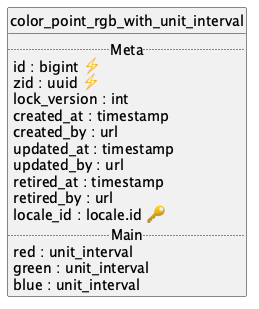 color_point_rgb_with_unit_interval
Meta
id : bigint ⚡
zid : uuid ⚡
lock_version : int
created_at : timestamp
created_by : url
updated_at : timestamp
updated_by : url
retired_at : timestamp
retired_by : url
locale_id : locale.id 🔑
Main
red : unit_interval
green : unit_interval
blue : unit_interval